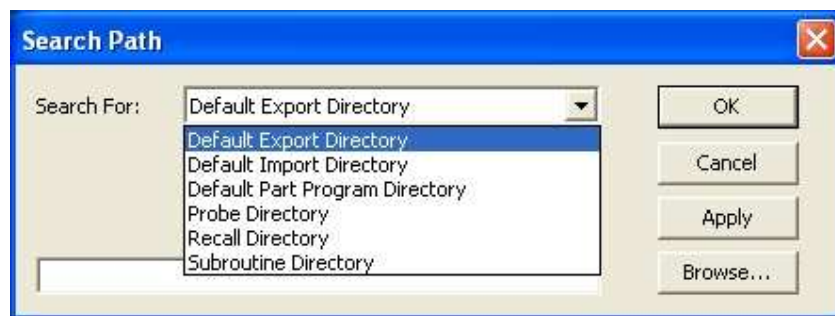 Search Path
Search For:
Default Export Directory
OK
Default Export Directory
Default Import Directory
Default Part Program Directory
Probe Directory
Recall Directory
Subroutine Directory
Cancel
Apply
Browse...